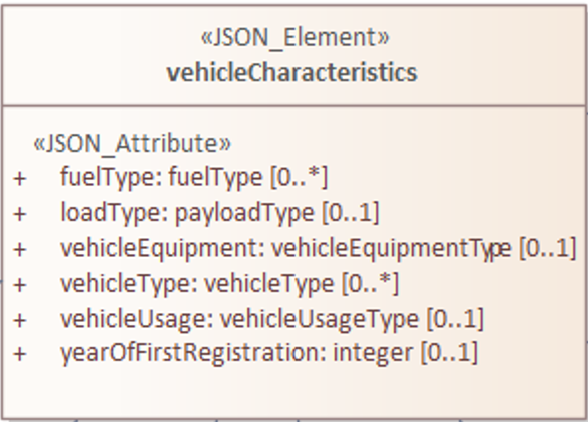 «JSON_Element»
vehicleCharacteristics
«JSON_Attribute»
+ fuelType: fuelType [0..*]
+ loadType: payloadType [0..1]
+ vehicleEquipment: vehicleEquipmentType [0..1]
+ vehicleType: vehicleType [0..*]
+ vehicleUsage: vehicleUsageType [0..1]
+ yearOfFirstRegistration: integer [0..1]